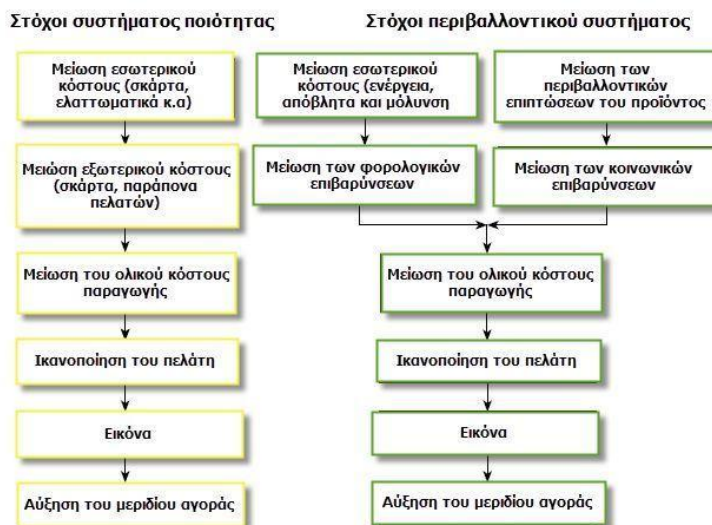 Στόχοι συστήματος ποιότητας
Μείωση εσωτερικού
κόστους (σκάρτα,
ελαττωματικά κ.α)
Μειώση εξωτερικού κόστους
(σκάρτα, παράπονα
πελατών)
Μείωση του ολικού κόστους
παραγωγής
Ικανοποίηση του πελάτη
Εικόνα
Αύξηση του μεριδίου αγοράς
Στόχοι περιβαλλοντικού συστήματος
Μείωση εσωτερικού
κόστους (ενέργεια,
απόβλητα και μόλυνση
Μείωση των
περιβαλλοντικών
επιπτώσεων του προϊόντος
Μείωση των φορολογικών
επιβαρύνσεων
Μείωση των κοινωνικών
επιβαρύνσεων
Μείωση του ολικού κόστους
παραγωγής
Ικανοποίηση του πελάτη
Εικόνα
Αύξηση του μεριδίου αγοράς